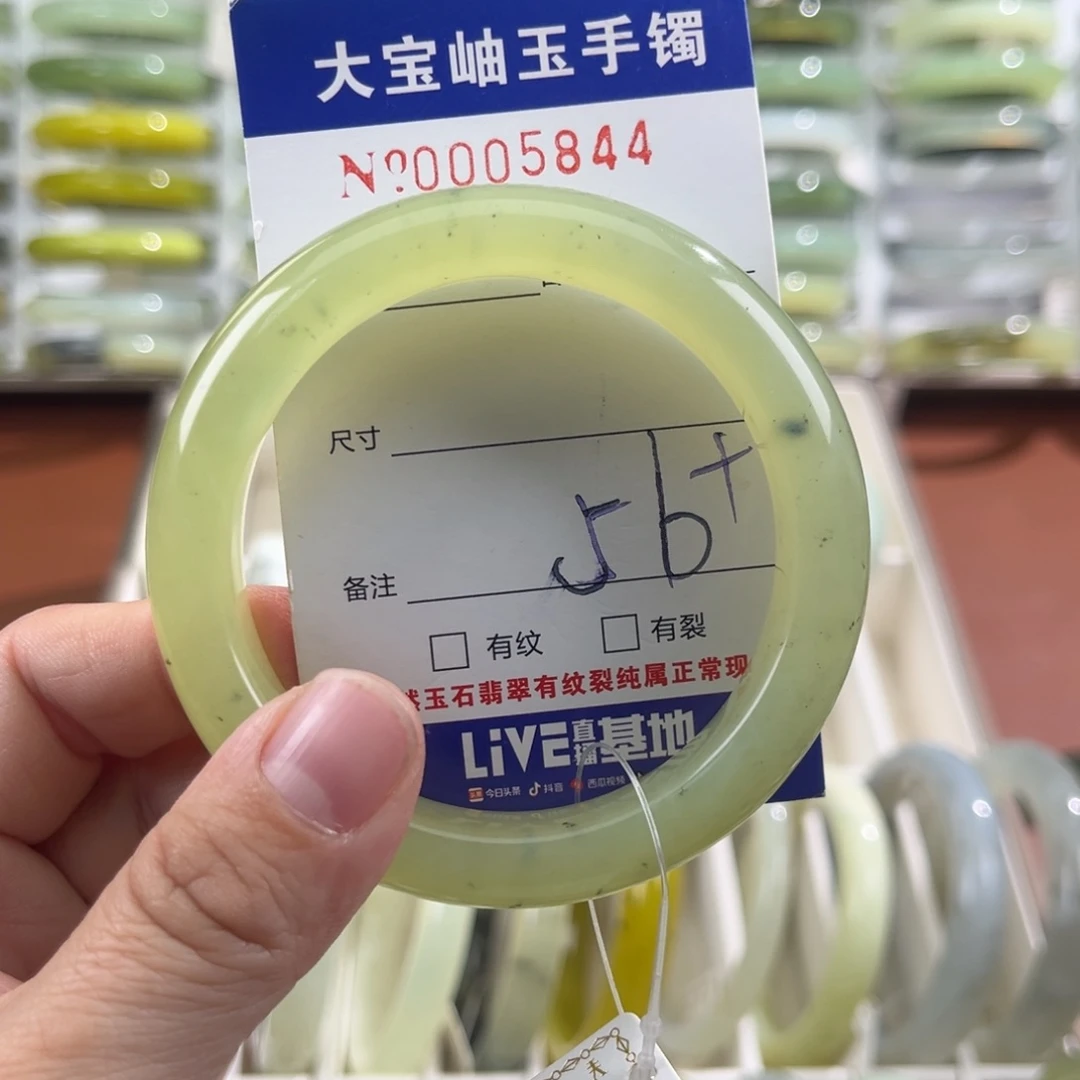 大宝岫玉手镯
Nº0005844
尺寸
56+
备注
有纹 有裂
然玉石翡翠有纹裂纯属正常现
LiVE直播基地
今日头条 抖音 西瓜视频